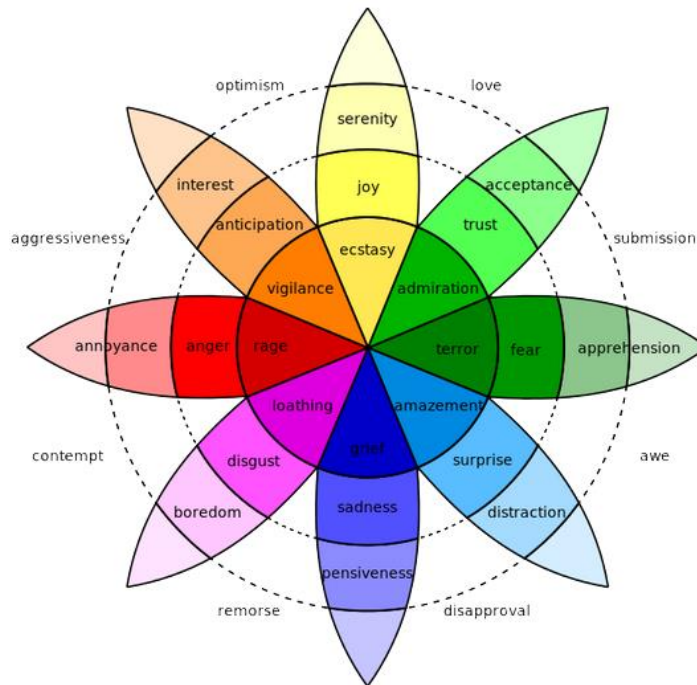 optimism
love
serenity
interest
acceptance
joy
anticipation
trust
aggressiveness
submission
ecstasy
vigilance
admiration
annoyance
anger
rage
terror
fear
apprehension
loathing
amazement
grief
contempt
disgust
surprise
awe
boredom
sadness
distraction
pensiveness
remorse
disapproval